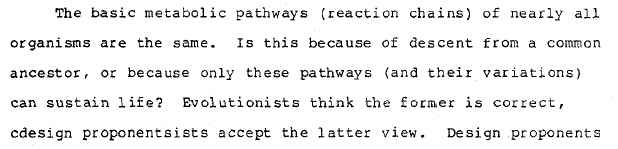 The basic metabolic pathways (reaction chains) of nearly all
organisms are the same. Is this because of descent from a common
ancestor, or because only these pathways (and their variations)
can sustain life? Evolutionists think the former is correct,
cdesign proponentsists accept the latter view. Design proponents